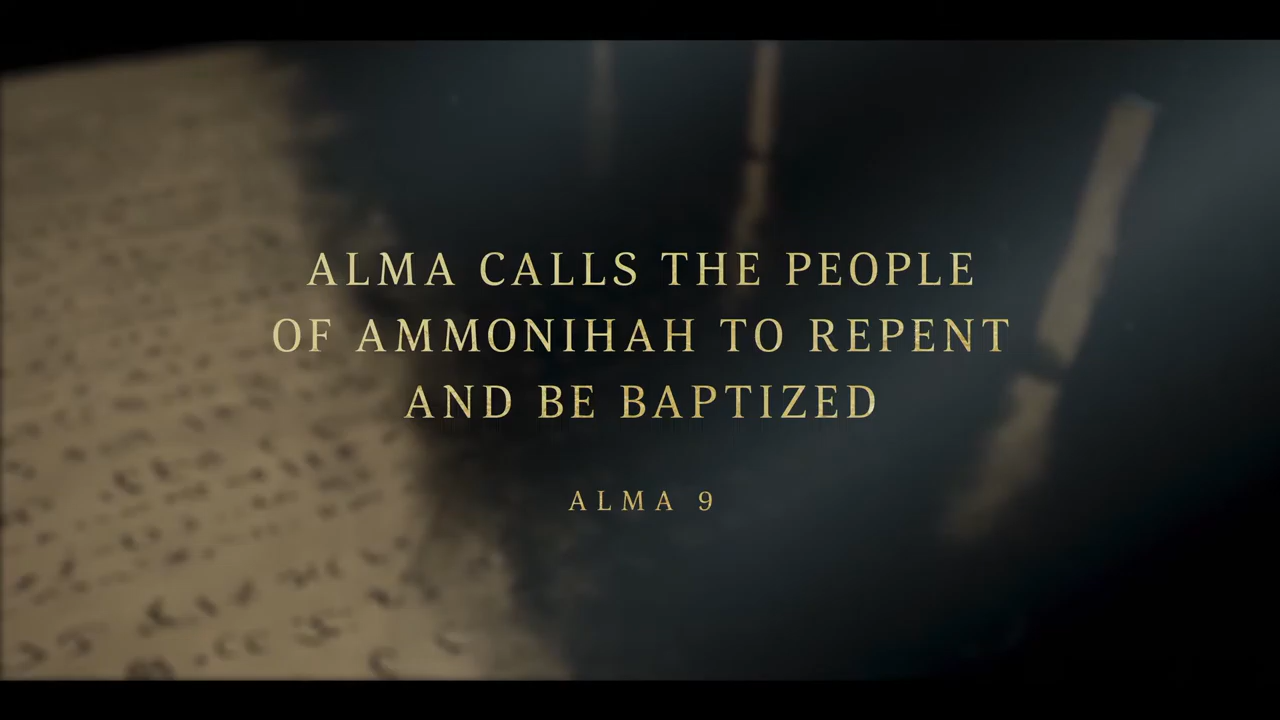 ALMA CALLS THE PEOPLE
OF AMMONIHAH TO REPENT
AND BE BAPTIZED
ALMA 9